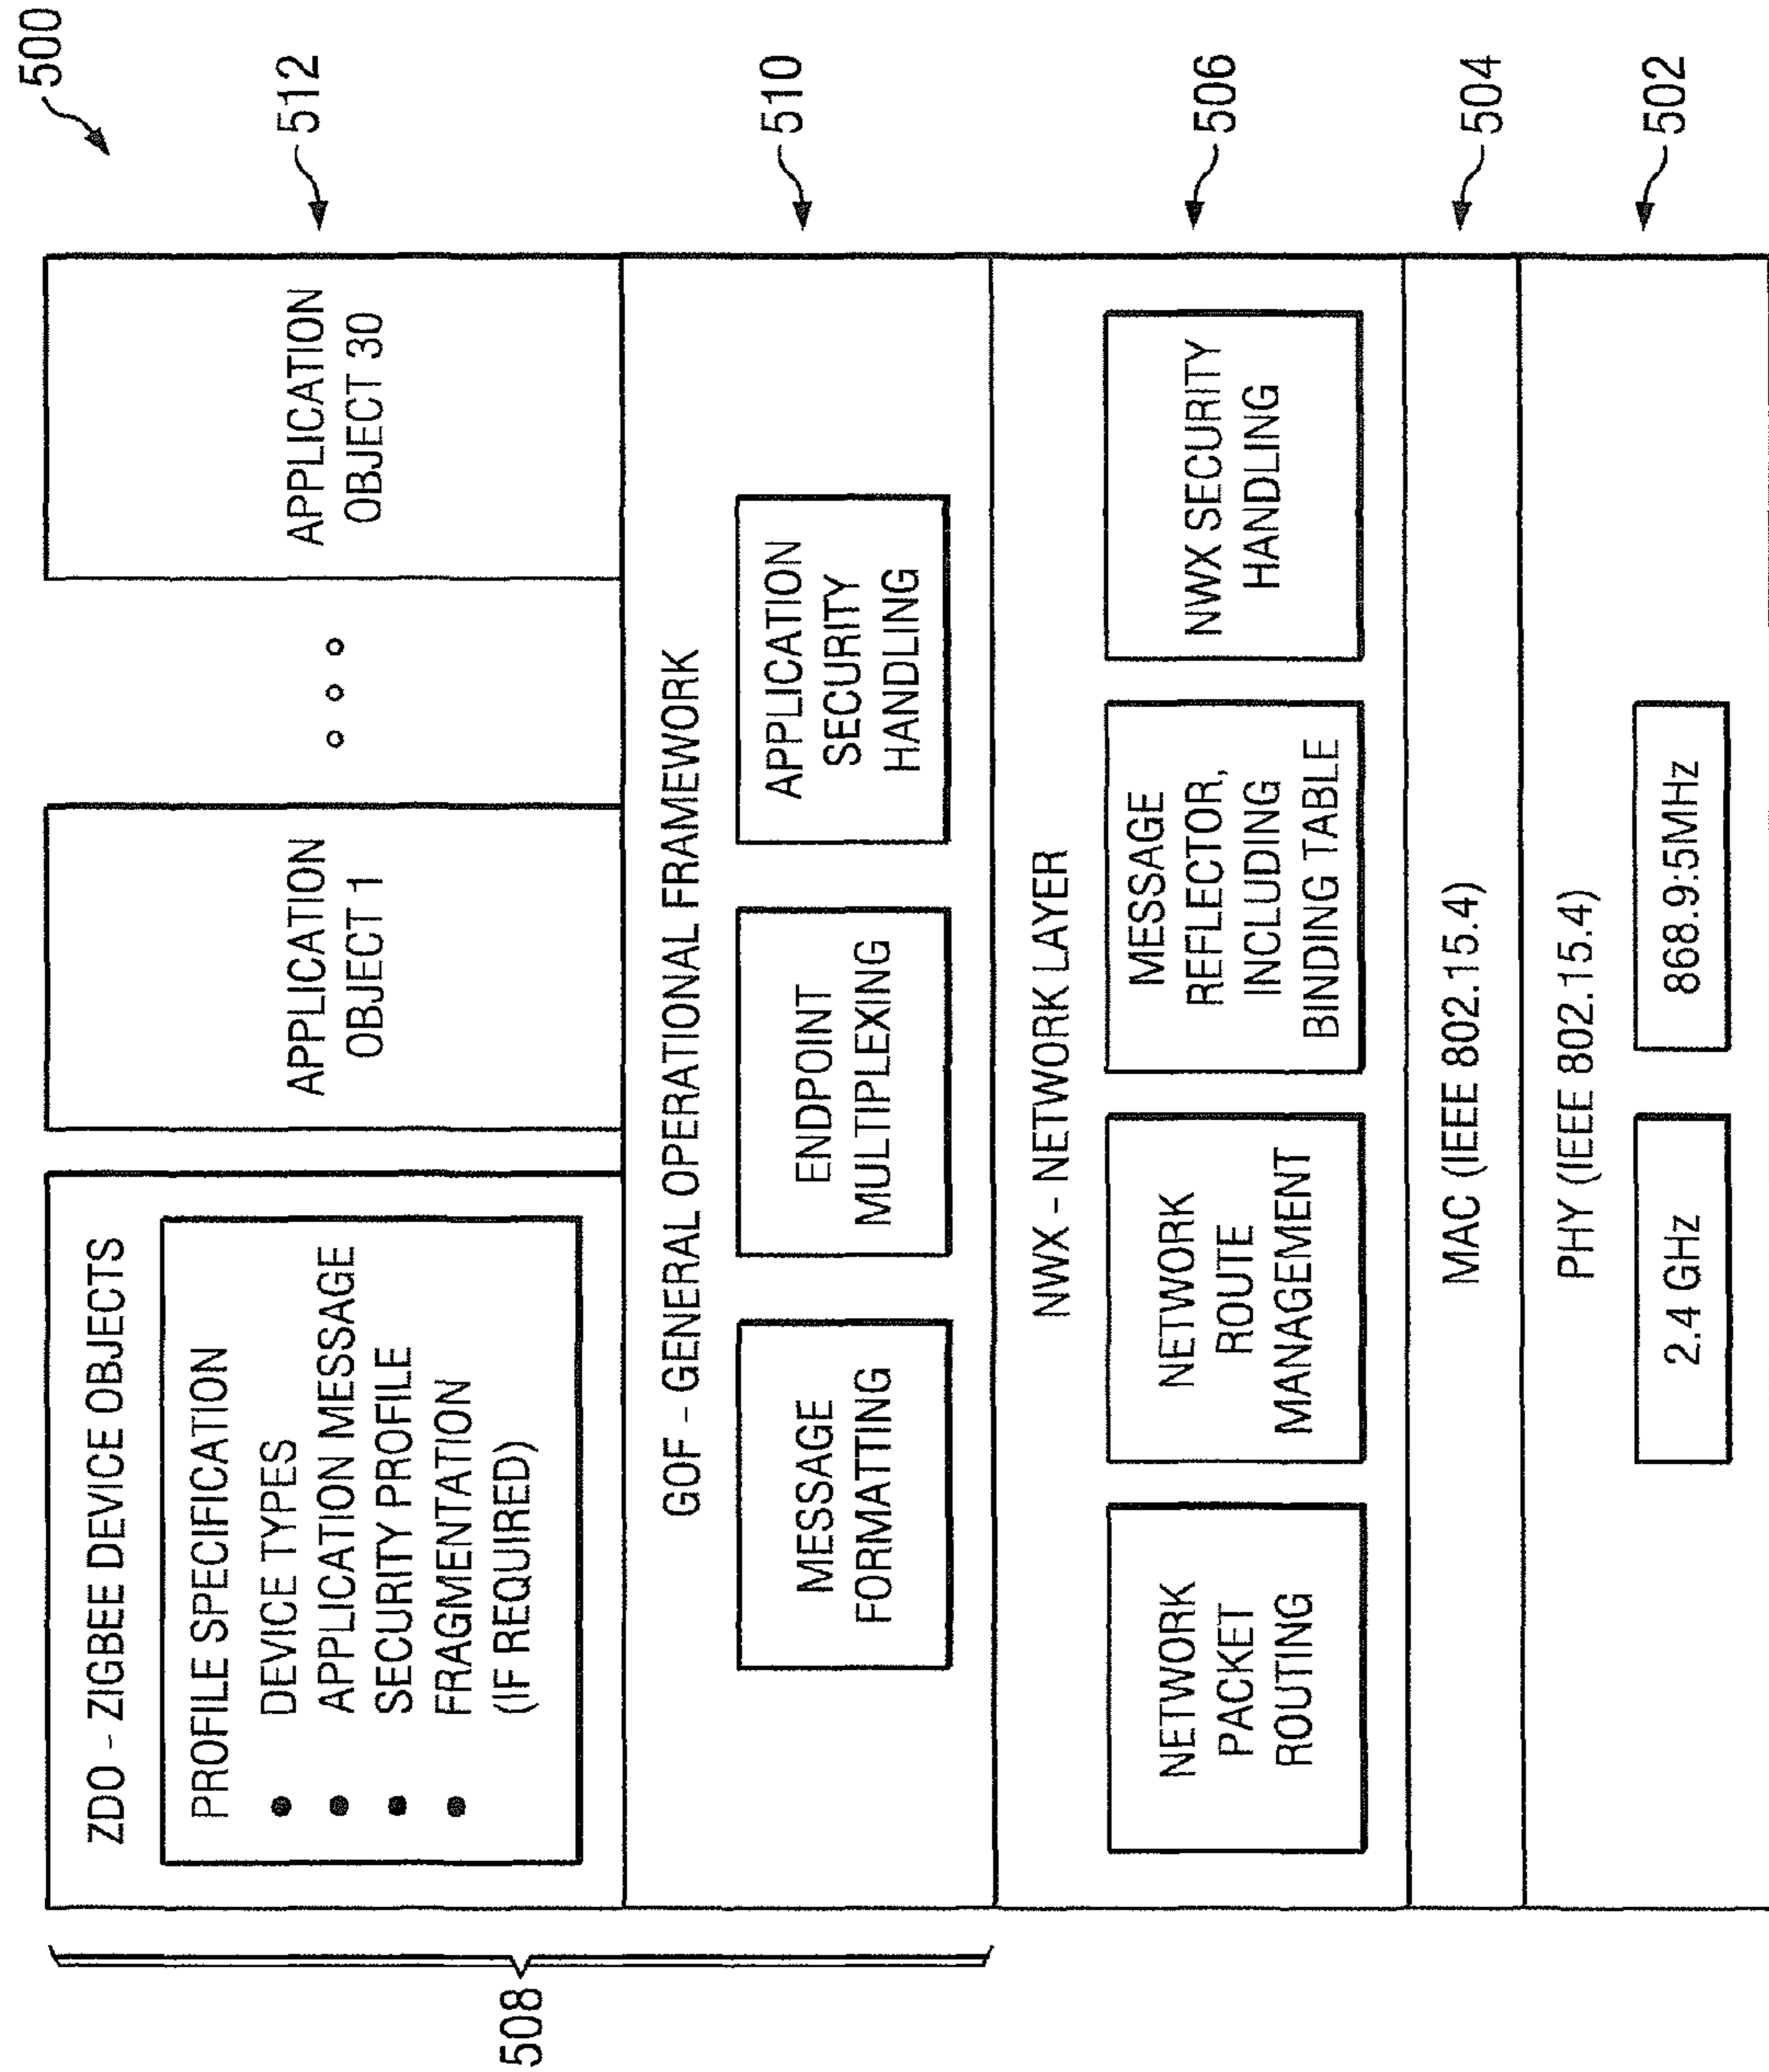 500
512
ZDO - ZIGBEE DEVICE OBJECTS
PROFILE SPECIFICATION
• DEVICE TYPES
• APPLICATION MESSAGE
• SECURITY PROFILE
• FRAGMENTATION
(IF REQUIRED)
APPLICATION
OBJECT 1
APPLICATION
OBJECT 30
508
510
GOF - GENERAL OPERATIONAL FRAMEWORK
MESSAGE
FORMATTING
ENDPOINT
MULTIPLEXING
APPLICATION
SECURITY
HANDLING
506
NWX - NETWORK LAYER
NETWORK
PACKET
ROUTING
NETWORK
ROUTE
MANAGEMENT
MESSAGE
REFLECTOR,
INCLUDING
BINDING TABLE
NWX SECURITY
HANDLING
MAC (IEEE 802.15.4)
504
PHY (IEEE 802.15.4)
502
2.4 GHz
868.9:5MHz